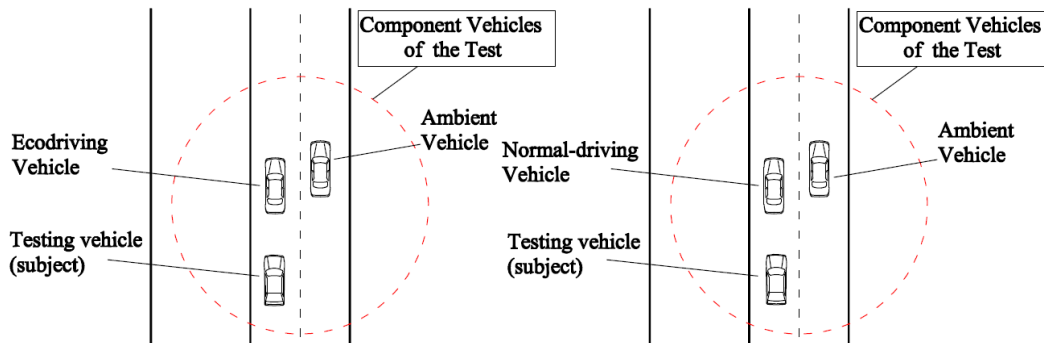 Component Vehicles
of the Test
Ecodriving
Vehicle
Ambient
Vehicle
Testing vehicle
(subject)
Component Vehicles
of the Test
Normal-driving
Vehicle
Ambient
Vehicle
Testing vehicle
(subject)